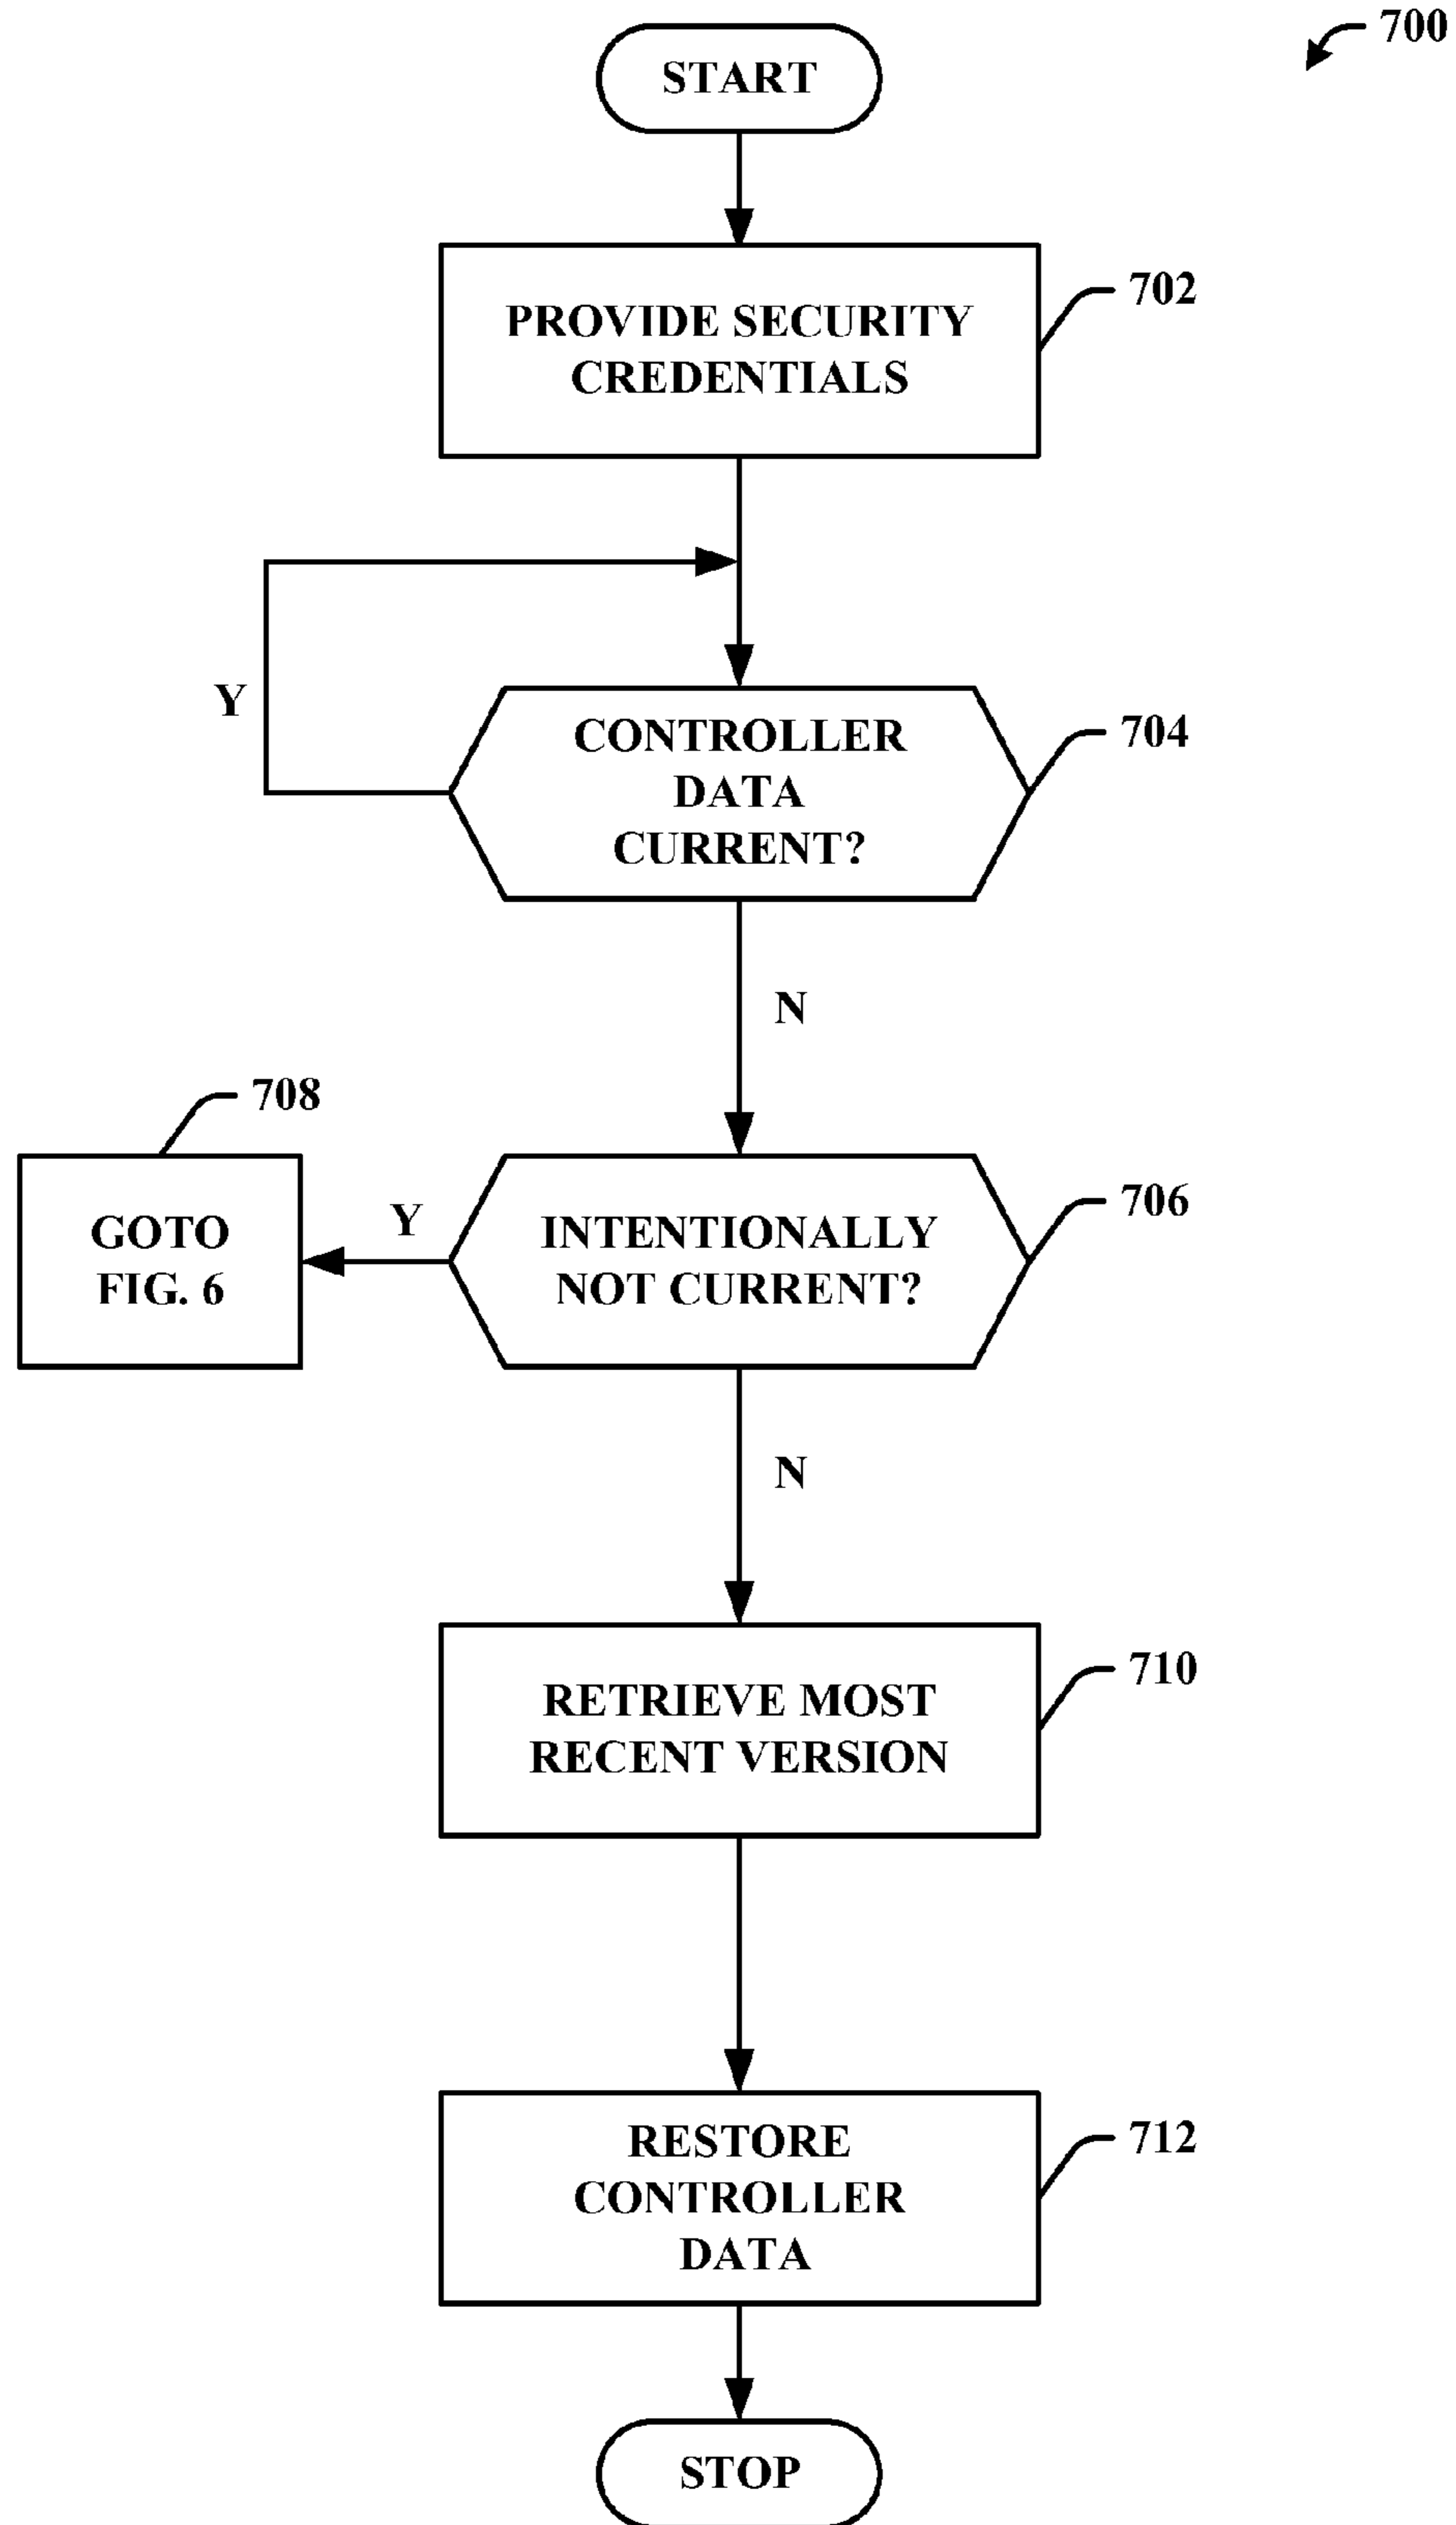 700
START
PROVIDE SECURITY
CREDENTIALS
702
Y
CONTROLLER
DATA
CURRENT?
704
N
708
GOTO
FIG. 6
Y
INTENTIONALLY
NOT CURRENT?
706
N
RETRIEVE MOST
RECENT VERSION
710
RESTORE
CONTROLLER
DATA
712
STOP